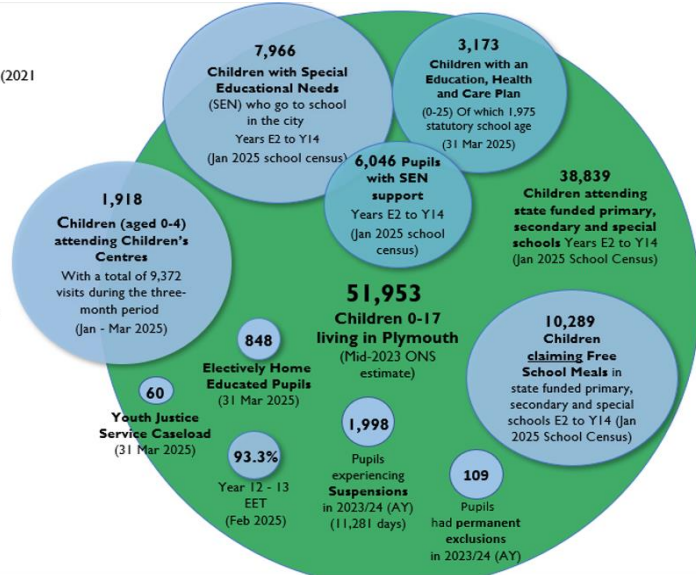 (2021
7,966
Children with Special
Educational Needs
(SEN) who go to school
in the city
Years E2 to Y14
(Jan 2025 school census)
3,173
Children with an
Education, Health
and Care Plan
(0-25) Of which 1,975
statutory school age
(31 Mar 2025)
6,046 Pupils
with SEN
support
Years E2 to Y14
(Jan 2025 school
census)
38,839
Children attending
state funded primary,
secondary and special
schools Years E2 to Y14
(Jan 2025 School Census)
1,918
Children (aged 0-4)
attending Children's
Centres
With a total of 9,372
visits during the three-
month period
(Jan - Mar 2025)
51,953
Children 0-17
living in Plymouth
(Mid-2023 ONS
estimate)
10,289
Children
claiming Free
School Meals in
state funded primary,
secondary and special
schools E2 to Y14 (Jan
2025 School Census)
848
Electively Home
Educated Pupils
(31 Mar 2025)
60
Youth Justice
Service Caseload
(31 Mar 2025)
93.3%
Year 12 - 13
EET
(Feb 2025)
1,998
Pupils
experiencing
Suspensions
in 2023/24 (AY)
(11,281 days)
109
Pupils
had permanent
exclusions
in 2023/24 (AY)